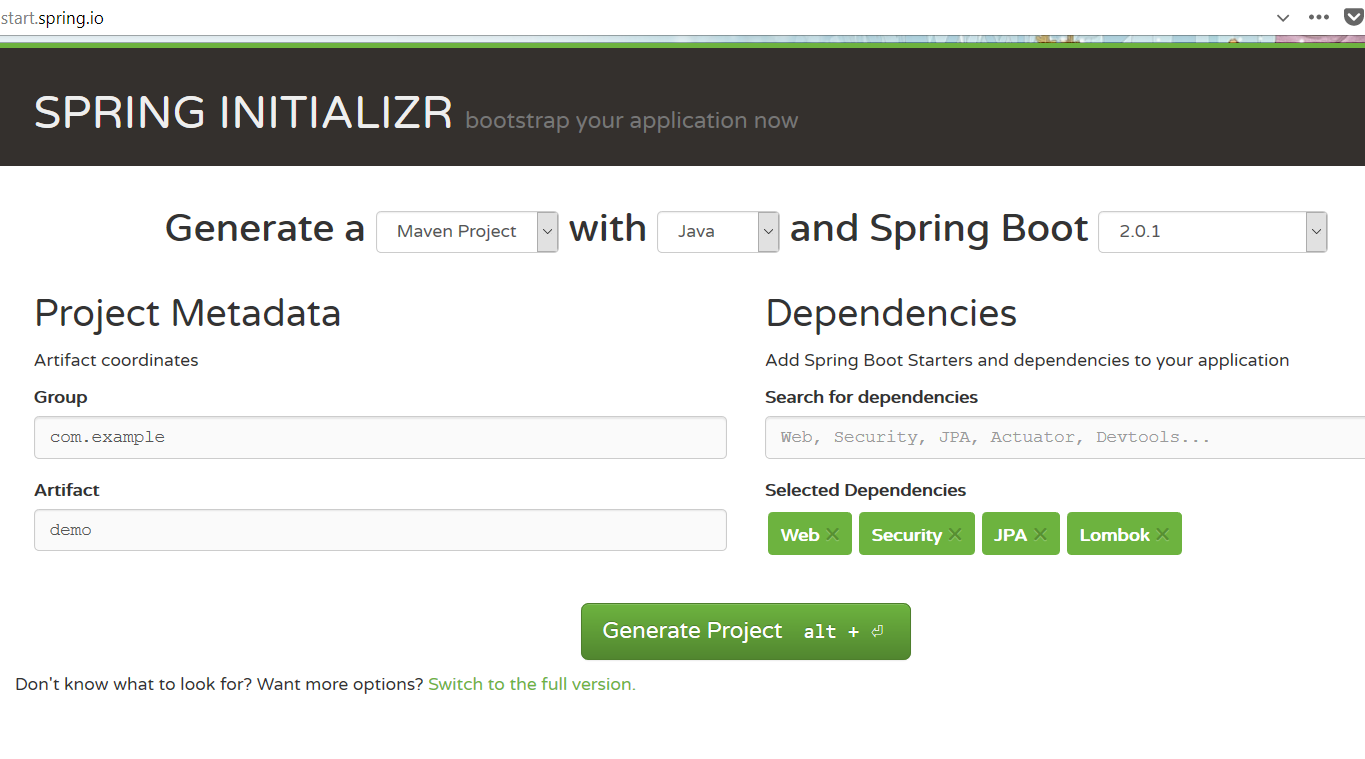 start.spring.io
SPRING INITIALIZR bootstrap your application now
Generate a Maven Project with Java and Spring Boot 2.0.1
Project Metadata
Artifact coordinates
Group
com.example
Artifact
demo
Dependencies
Add Spring Boot Starters and dependencies to your application
Search for dependencies
Web, Security, JPA, Actuator, Devtools...
Selected Dependencies
Web × Security × JPA × Lombok ×
Generate Project alt + ⏎
Don't know what to look for? Want more options? Switch to the full version.